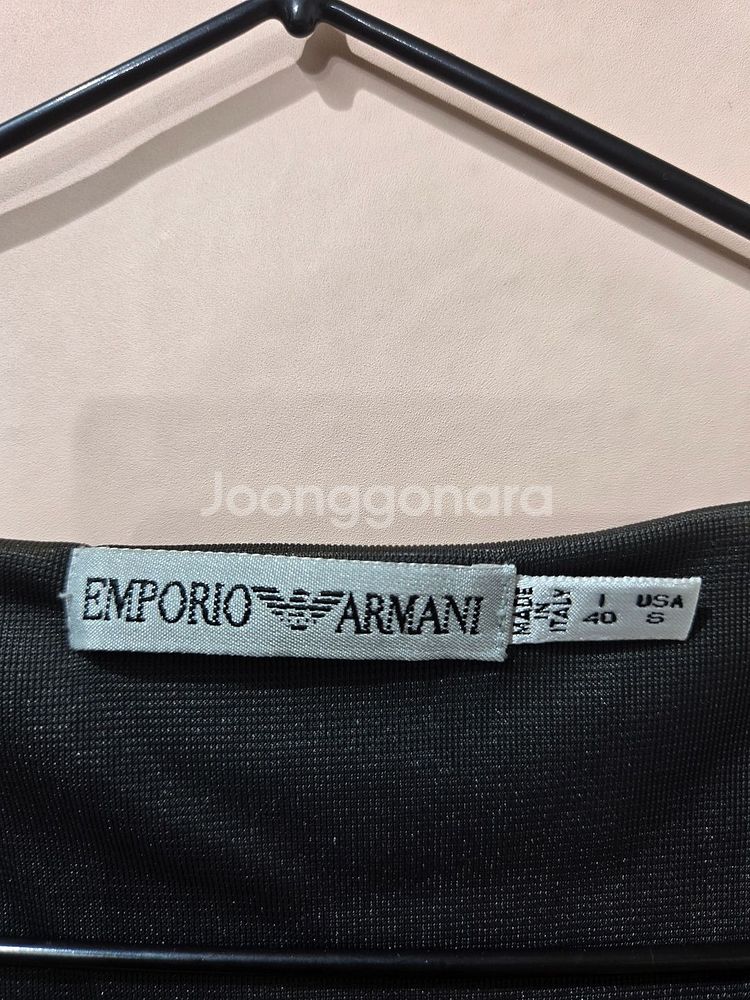 Joonggonara
EMPORIO ARMANI
MADE
IN
ITALY
I USA
40 S